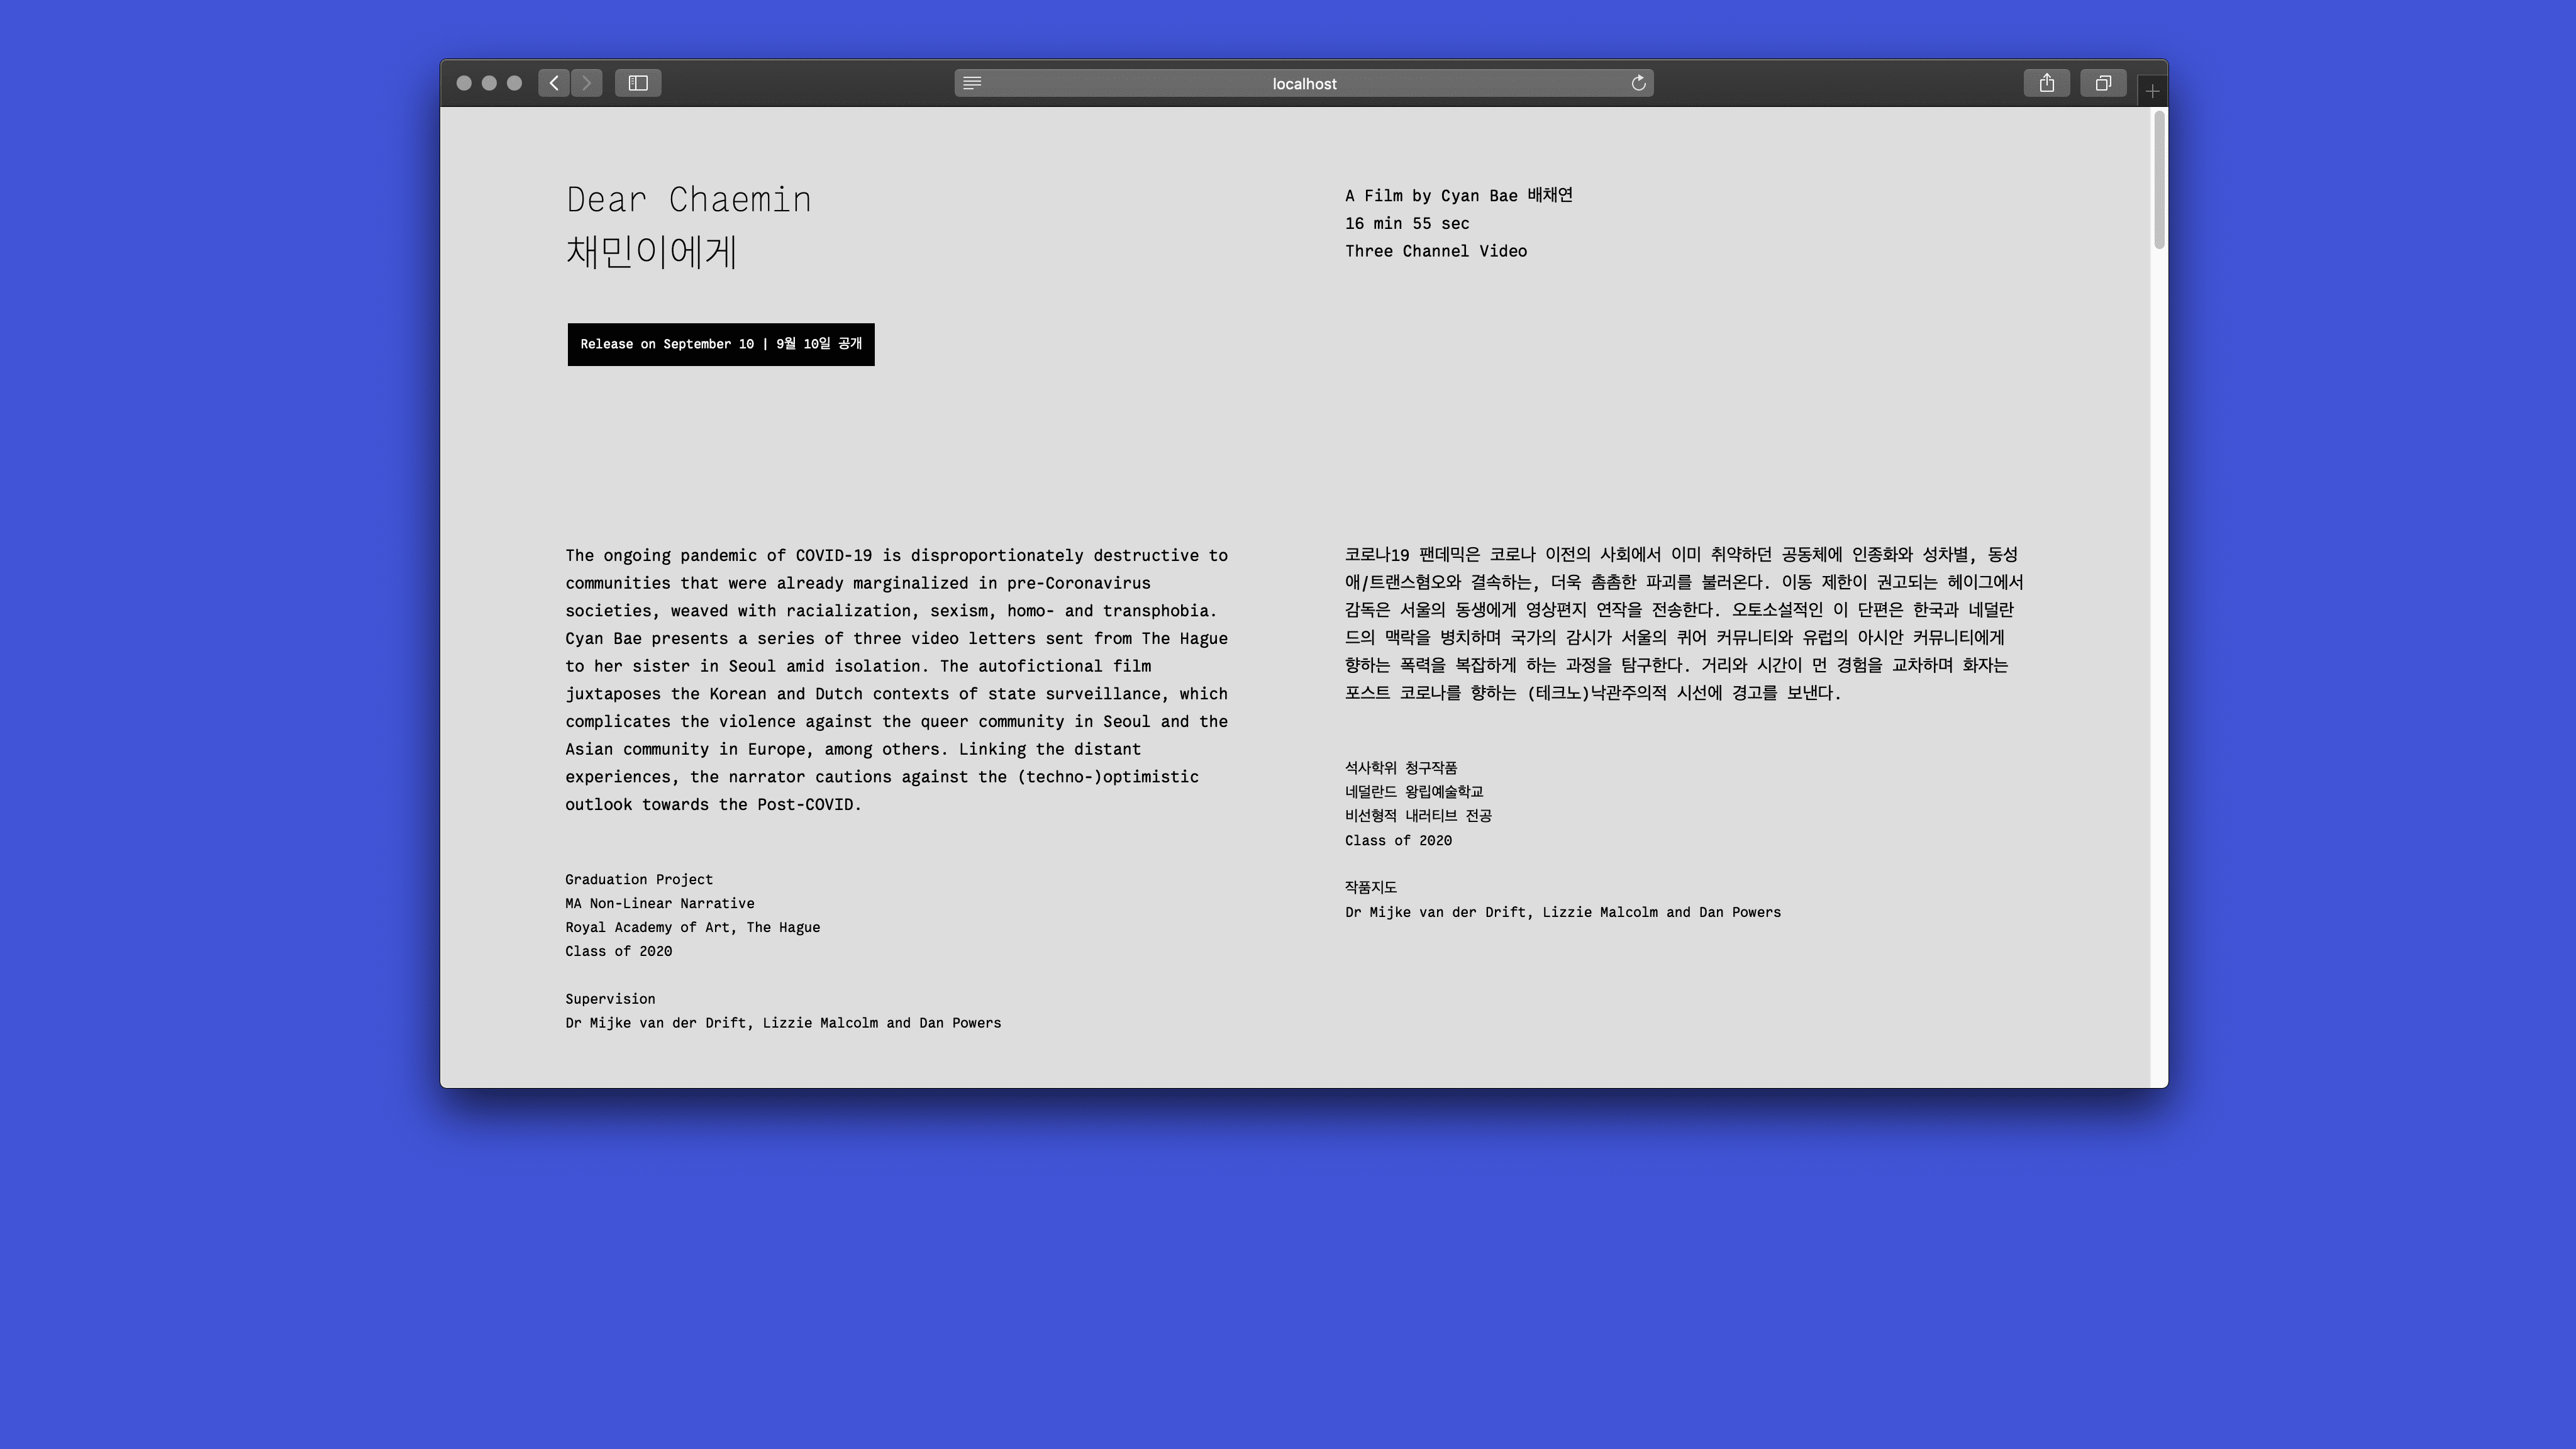 localhost
Dear Chaemin
채민이에게
A Film by Cyan Bae 배채연
16 min 55 sec
Three Channel Video
Release on September 10 | 9월 10일 공개
The ongoing pandemic of COVID-19 is disproportionately destructive to
communities that were already marginalized in pre-Coronavirus
societies, weaved with racialization, sexism, homo- and transphobia.
Cyan Bae presents a series of three video letters sent from The Hague
to her sister in Seoul amid isolation. The autofictional film
juxtaposes the Korean and Dutch contexts of state surveillance, which
complicates the violence against the queer community in Seoul and the
Asian community in Europe, among others. Linking the distant
experiences, the narrator cautions against the (techno-)optimistic
outlook towards the Post-COVID.
Graduation Project
MA Non-Linear Narrative
Royal Academy of Art, The Hague
Class of 2020
Supervision
Dr Mijke van der Drift, Lizzie Malcolm and Dan Powers
코로나19 팬데믹은 코로나 이전의 사회에서 이미 취약하던 공동체에 인종화와 성차별, 동성
애/트랜스혐오와 결속하는, 더욱 촘촘한 파괴를 불러온다. 이동 제한이 권고되는 헤이그에서
감독은 서울의 동생에게 영상편지 연작을 전송한다. 오토소설적인 이 단편은 한국과 네덜란
드의 맥락을 병치하며 국가의 감시가 서울의 퀴어 커뮤니티와 유럽의 아시안 커뮤니티에게
향하는 폭력을 복잡하게 하는 과정을 탐구한다. 거리와 시간이 먼 경험을 교차하며 화자는
포스트 코로나를 향하는 (테크노)낙관주의적 시선에 경고를 보낸다.
석사학위 청구작품
네덜란드 왕립예술학교
비선형적 내러티브 전공
Class of 2020
작품지도
Dr Mijke van der Drift, Lizzie Malcolm and Dan Powers